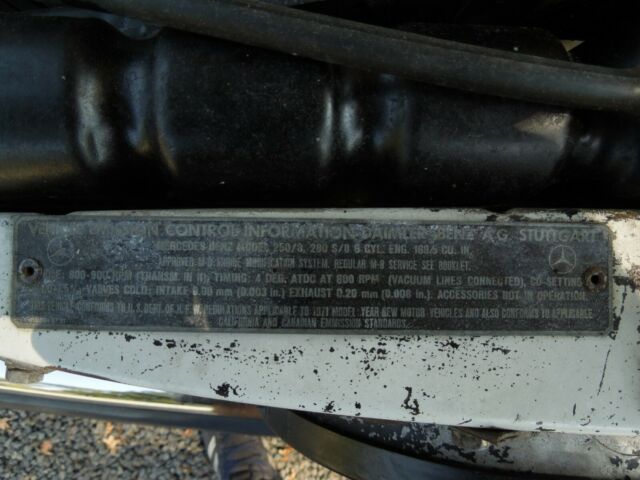 VEHICLE EMISSION CONTROL INFORMATION DAIMLER-BENZ A.G. STUTTGART
MERCEDES-BENZ MODEL 250/8, 280 S/8 6 CYL. ENG. CU. IN.
APPROVED M-B ENGINE MODIFICATION SYSTEM. REGULAR M-B SERVICE SEE BOOKLET.
800-900 RPM (TRANSM. IN N), TIMING: 4 DEG. ATDC AT 800 RPM (VACUUM LINES CONNECTED), CO-SETTING
VALVES COLD: INTAKE 0.08 mm (0.003 in.) EXHAUST 0.20 mm (0.008 in.). ACCESSORIES NOT IN OPERATION.
THIS VEHICLE CONFORMS TO U.S. DEPT. OF H.E.W. REGULATIONS APPLICABLE TO 1971 MODEL YEAR NEW MOTOR VEHICLES AND ALSO CONFORMS TO APPLICABLE
CALIFORNIA AND CANADIAN EMISSION STANDARDS.